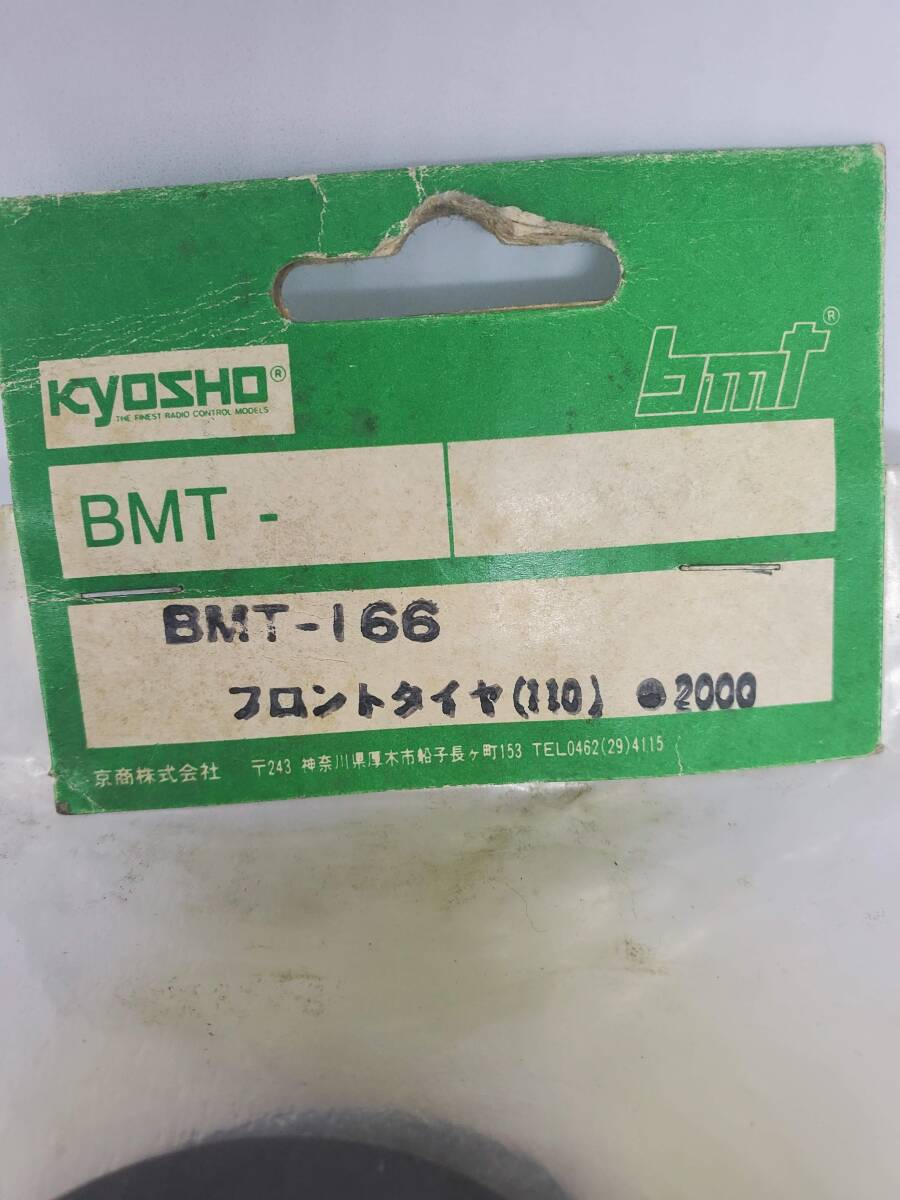 KYOSHO®
THE FINEST RADIO CONTROL MODELS
bmt®
BMT -
BMT-166
フロントタイヤ(110) ●2000
京商株式会社 〒243 神奈川県厚木市船子長ヶ町153 TEL0462(29)4115